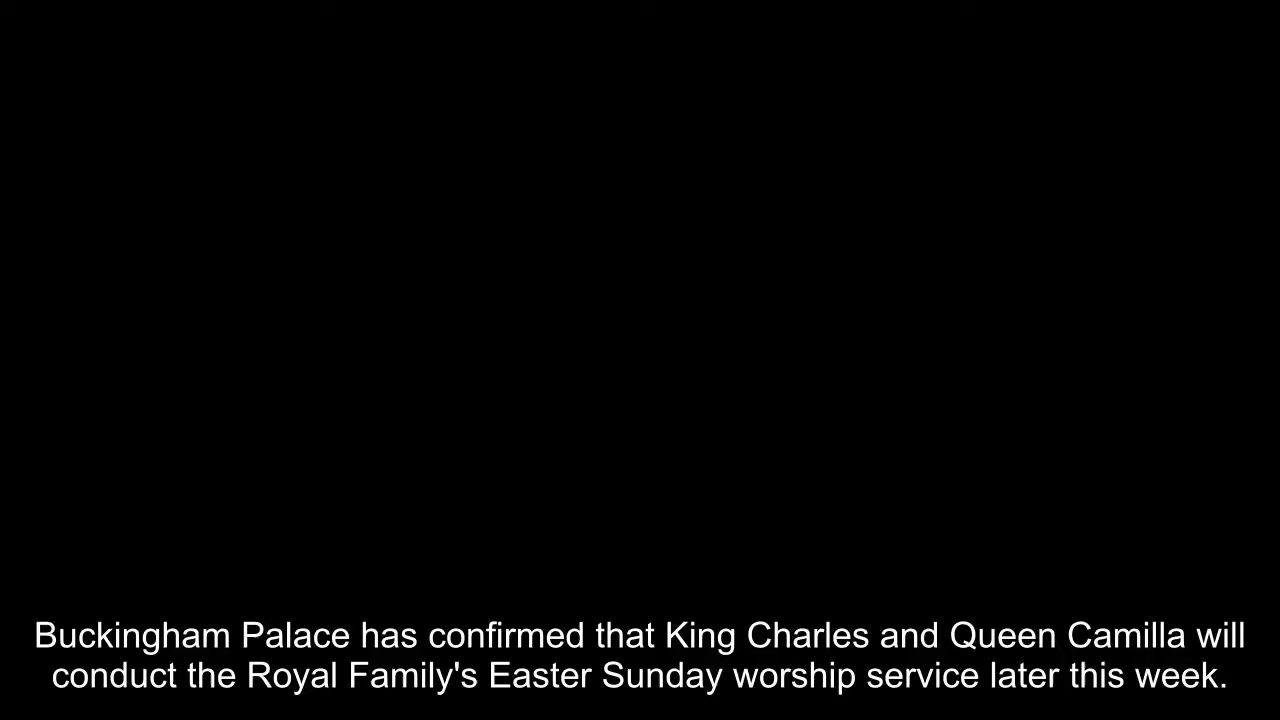 Buckingham Palace has confirmed that King Charles and Queen Camilla will
conduct the Royal Family's Easter Sunday worship service later this week.